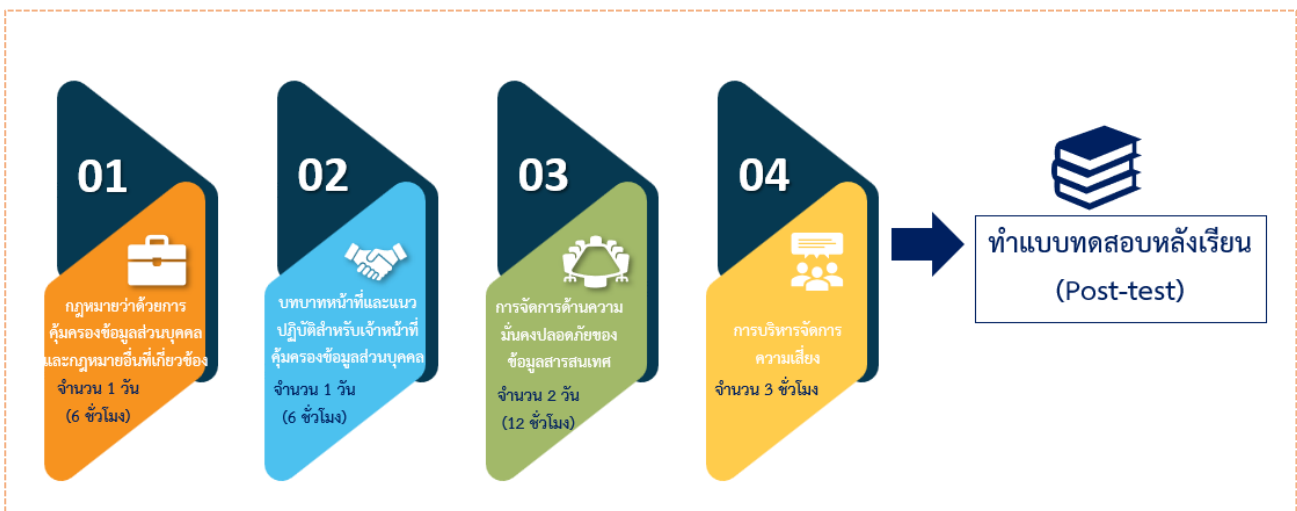 01
กฎหมายว่าด้วยการ
คุ้มครองข้อมูลส่วนบุคคล
และกฎหมายอื่นที่เกี่ยวข้อง
จำนวน 1 วัน
(6 ชั่วโมง)
02
บทบาทหน้าที่และแนว
ปฏิบัติสำหรับเจ้าหน้าที่
คุ้มครองข้อมูลส่วนบุคคล
จำนวน 1 วัน
(6 ชั่วโมง)
03
การจัดการด้านความ
มั่นคงปลอดภัยของ
ข้อมูลสารสนเทศ
จำนวน 2 วัน
(12 ชั่วโมง)
04
การบริหารจัดการ
ความเสี่ยง
จำนวน 3 ชั่วโมง
ทำแบบทดสอบหลังเรียน
(Post-test)